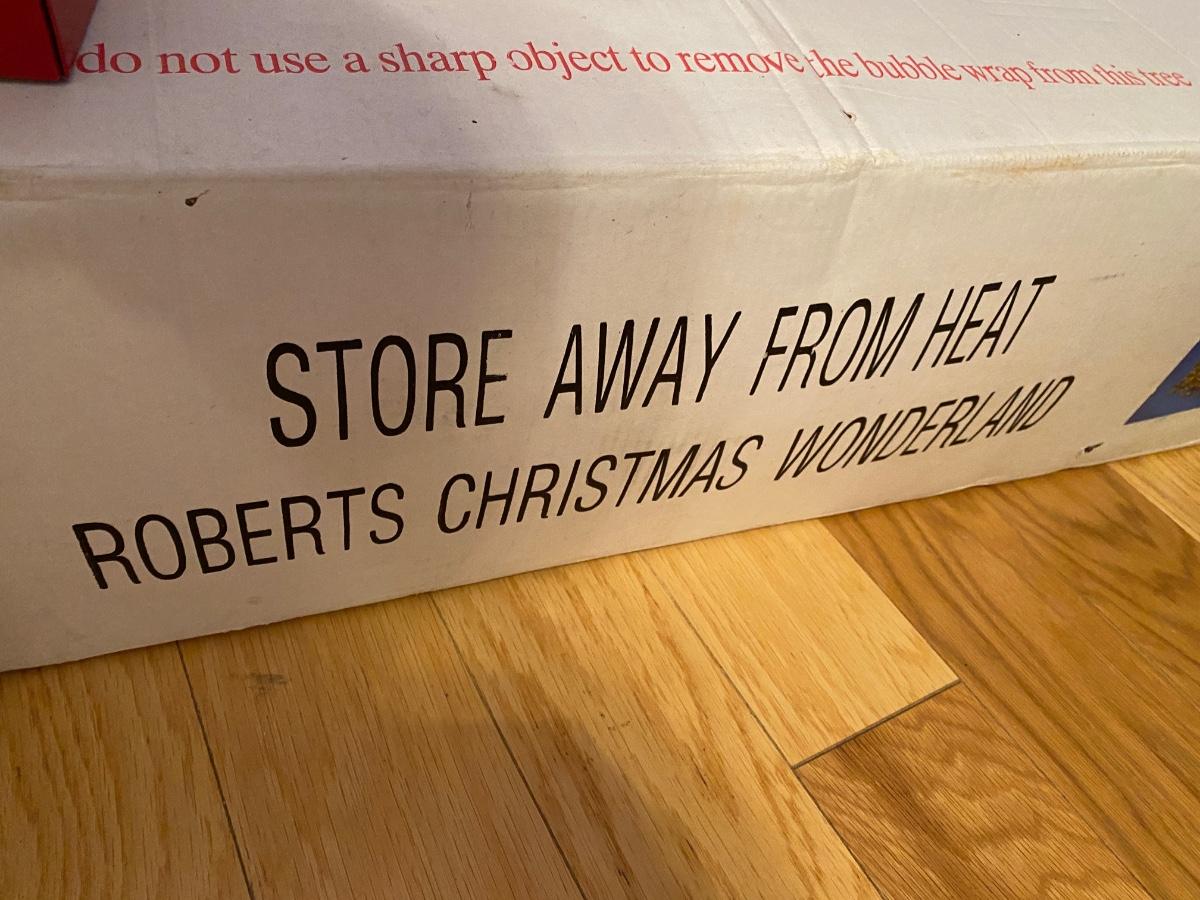 do not use a sharp object to remove the bubble wrap from this tree
STORE AWAY FROM HEAT
ROBERTS CHRISTMAS WONDERLAND